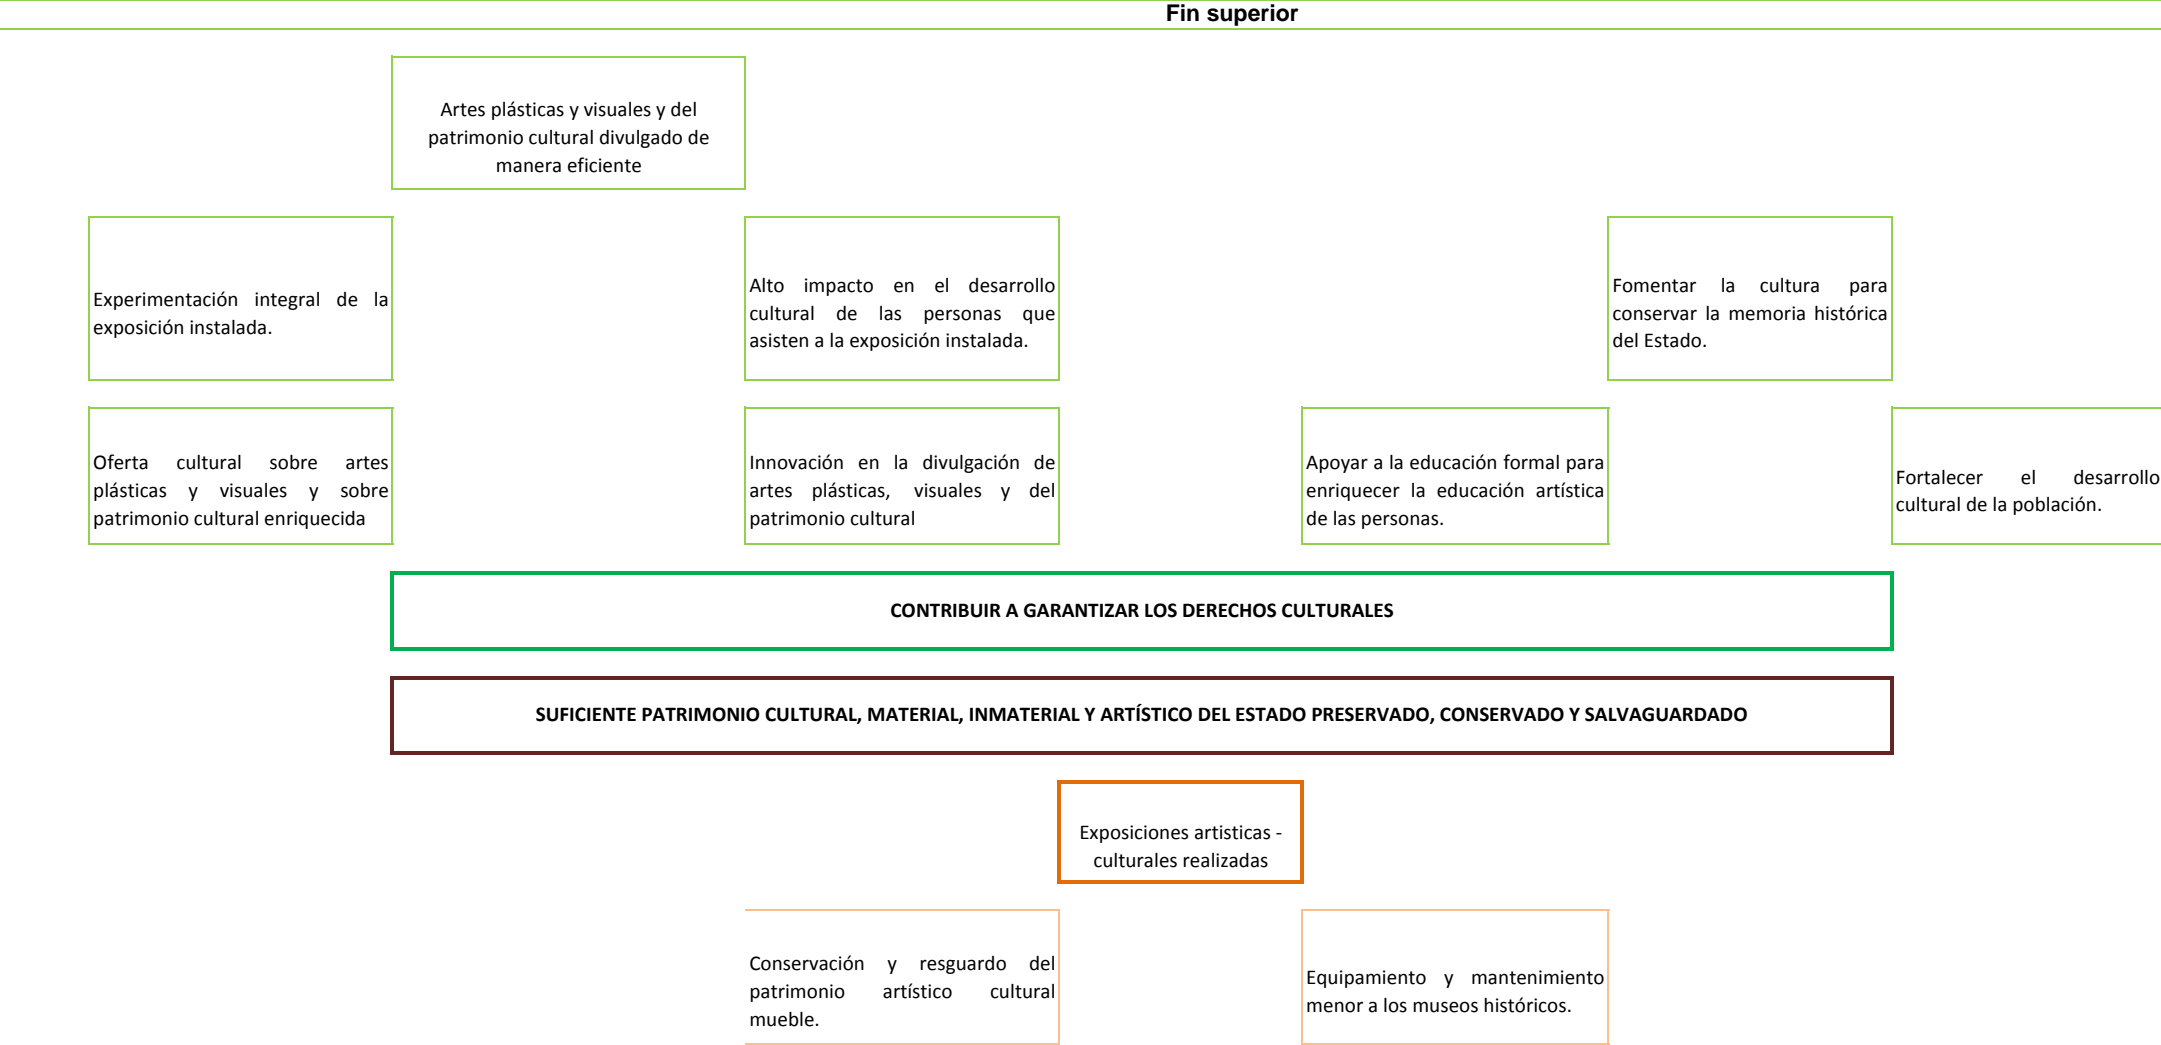 Fin superior
Artes plásticas y visuales y del
patrimonio cultural divulgado de
manera eficiente
Experimentación integral de la
exposición instalada.
Alto impacto en el desarrollo
cultural de las personas que
asisten a la exposición instalada.
Fomentar la cultura para
conservar la memoria histórica
del Estado.
Oferta cultural sobre artes
plásticas y visuales y sobre
patrimonio cultural enriquecida
Innovación en la divulgación de
artes plásticas, visuales y del
patrimonio cultural
Apoyar a la educación formal para
enriquecer la educación artística
de las personas.
Fortalecer el desarrollo
cultural de la población.
CONTRIBUIR A GARANTIZAR LOS DERECHOS CULTURALES
SUFICIENTE PATRIMONIO CULTURAL, MATERIAL, INMATERIAL Y ARTÍSTICO DEL ESTADO PRESERVADO, CONSERVADO Y SALVAGUARDADO
Exposiciones artisticas -
culturales realizadas
Conservación y resguardo del
patrimonio artístico cultural
mueble.
Equipamiento y mantenimiento
menor a los museos históricos.